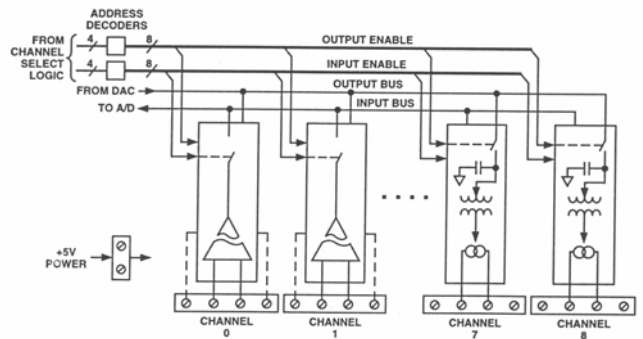 ADDRESS
DECODERS
FROM
CHANNEL
SELECT
LOGIC
4
8
OUTPUT ENABLE
4
8
INPUT ENABLE
OUTPUT BUS
FROM DAC
TO A/D
INPUT BUS
+5V
POWER
CHANNEL
0
CHANNEL
1
CHANNEL
7
CHANNEL
8